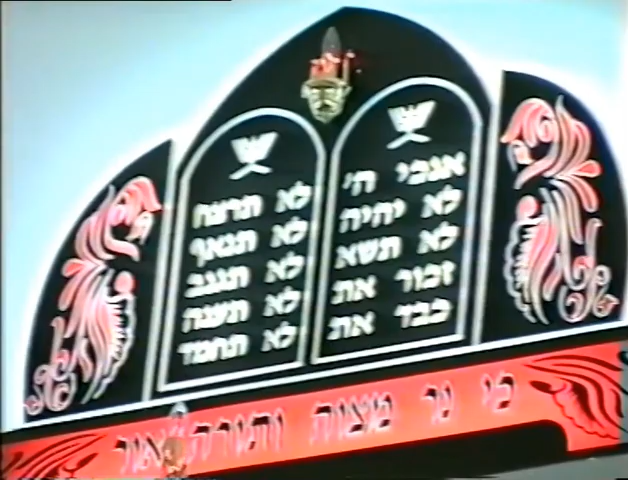 אנכי ה׳
לא יהיה
לא תשא
זכור את
כבד את
לא תרצח
לא תנאף
לא תגנב
לא תענה
לא תחמד
כי נר מצוה ותורה אור